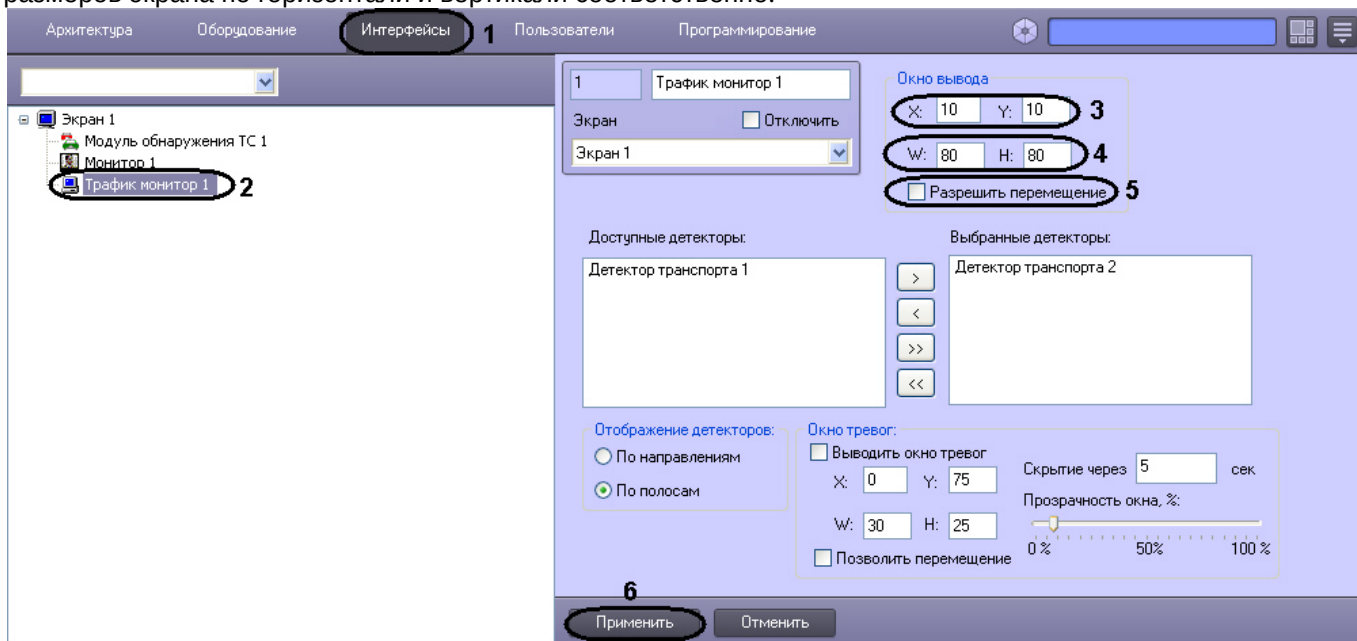 размеров экрана по горизонтали и вертикали соответственно.
Архитектура Оборудование Интерфейсы 1 Пользователи Программирование
1 Трафик монитор 1
Экран Отключить
Экран 1
Окно вывода
X: 10 Y: 10 3
W: 80 H: 80 4
Разрешить перемещение 5
Экран 1
Модуль обнаружения ТС 1
Монитор 1
Трафик монитор 1 2
Доступные детекторы: Выбранные детекторы:
Детектор транспорта 1 > Детектор транспорта 2
<
>>
<<
Отображение детекторов:
По направлениям
По полосам
Окно тревог:
Выводить окно тревог
X: 0 Y: 75
W: 30 H: 25
Позволить перемещение
Скрытие через 5 сек
Прозрачность окна, %:
0 % 50% 100 %
6
Применить Отменить